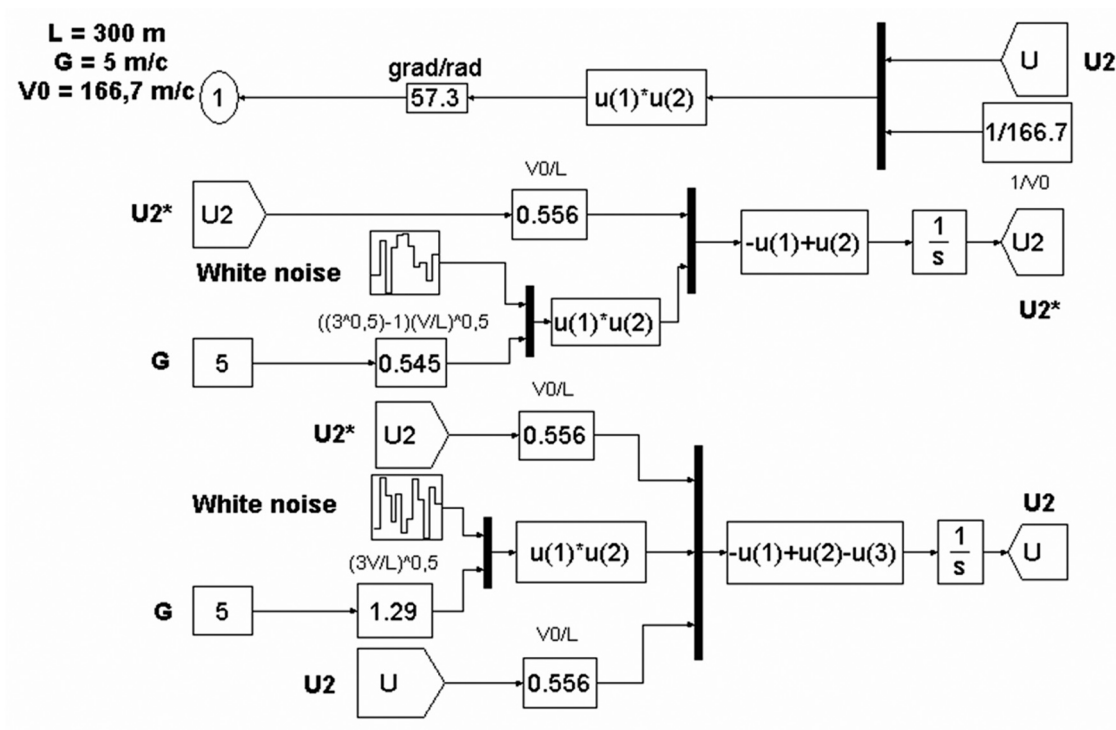 L = 300 m
G = 5 m/c
V0 = 166,7 m/c
1
grad/rad
57.3
u(1)*u(2)
U
U2
1/166.7
1/V0
V0/L
U2*
U2
0.556
-u(1)+u(2)
1
s
U2
U2*
White noise
((3^0,5)-1)(V/L)^0,5
u(1)*u(2)
G
5
0.545
V0/L
U2*
U2
0.556
White noise
(3V/L)^0,5
u(1)*u(2)
-u(1)+u(2)-u(3)
1
s
U2
U
G
5
1.29
V0/L
U2
U
0.556